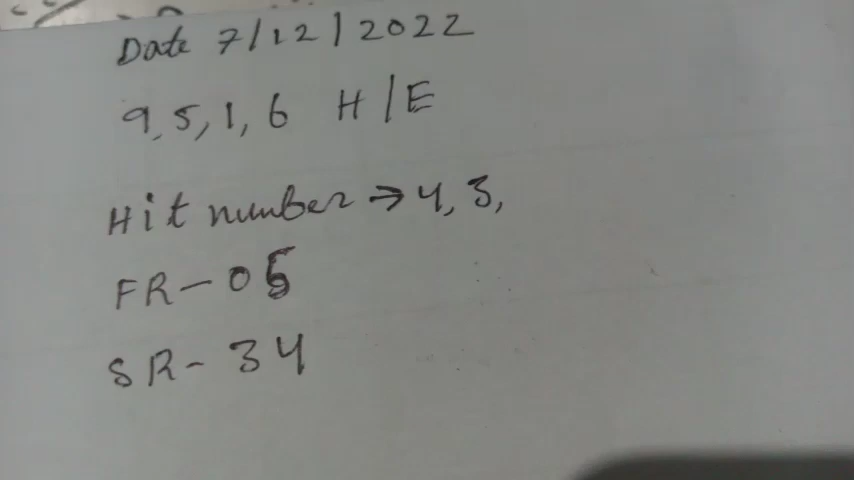 Date 7/12/2022
9, 5, 1, 6 H/E
Hit number → 4, 3,
FR - 05
SR - 34